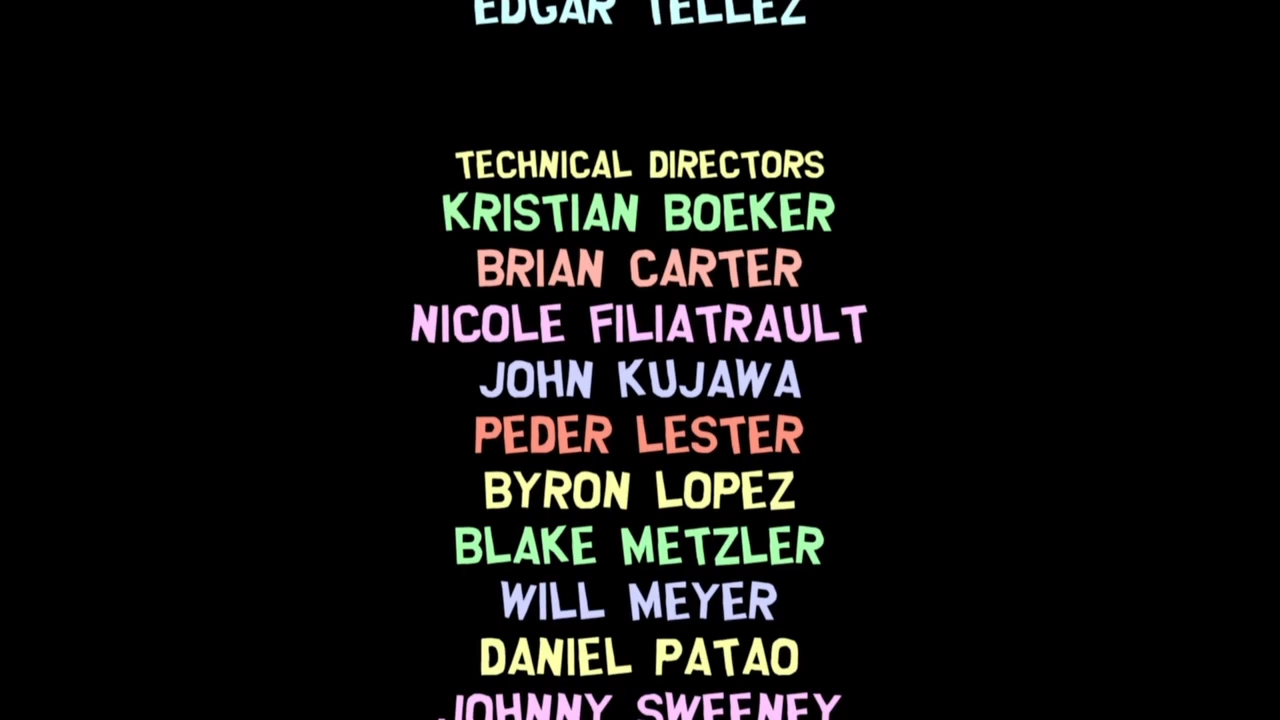 EDGAR TELLEZ
TECHNICAL DIRECTORS
KRISTIAN BOEKER
BRIAN CARTER
NICOLE FILIATRAULT
JOHN KUJAWA
PEDER LESTER
BYRON LOPEZ
BLAKE METZLER
WILL MEYER
DANIEL PATAO
JOHNNY SWEENEY